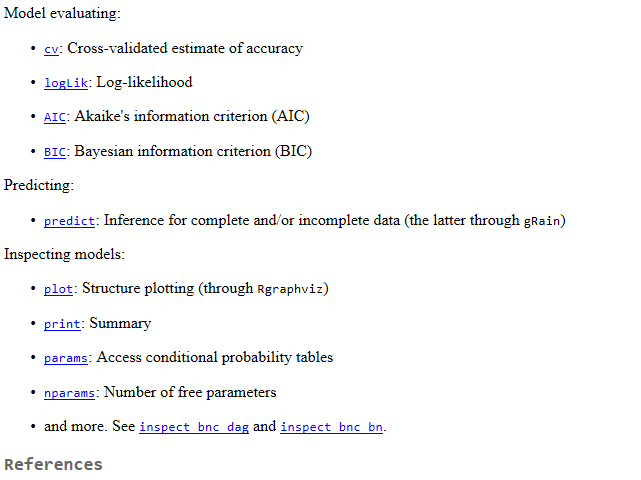 Model evaluating:
• cv: Cross-validated estimate of accuracy
• logLik: Log-likelihood
• AIC: Akaike's information criterion (AIC)
• BIC: Bayesian information criterion (BIC)
Predicting:
• predict: Inference for complete and/or incomplete data (the latter through gRain)
Inspecting models:
• plot: Structure plotting (through Rgraphviz)
• print: Summary
• params: Access conditional probability tables
• nparams: Number of free parameters
• and more. See inspect_bnc_dag and inspect_bnc_bn.
References